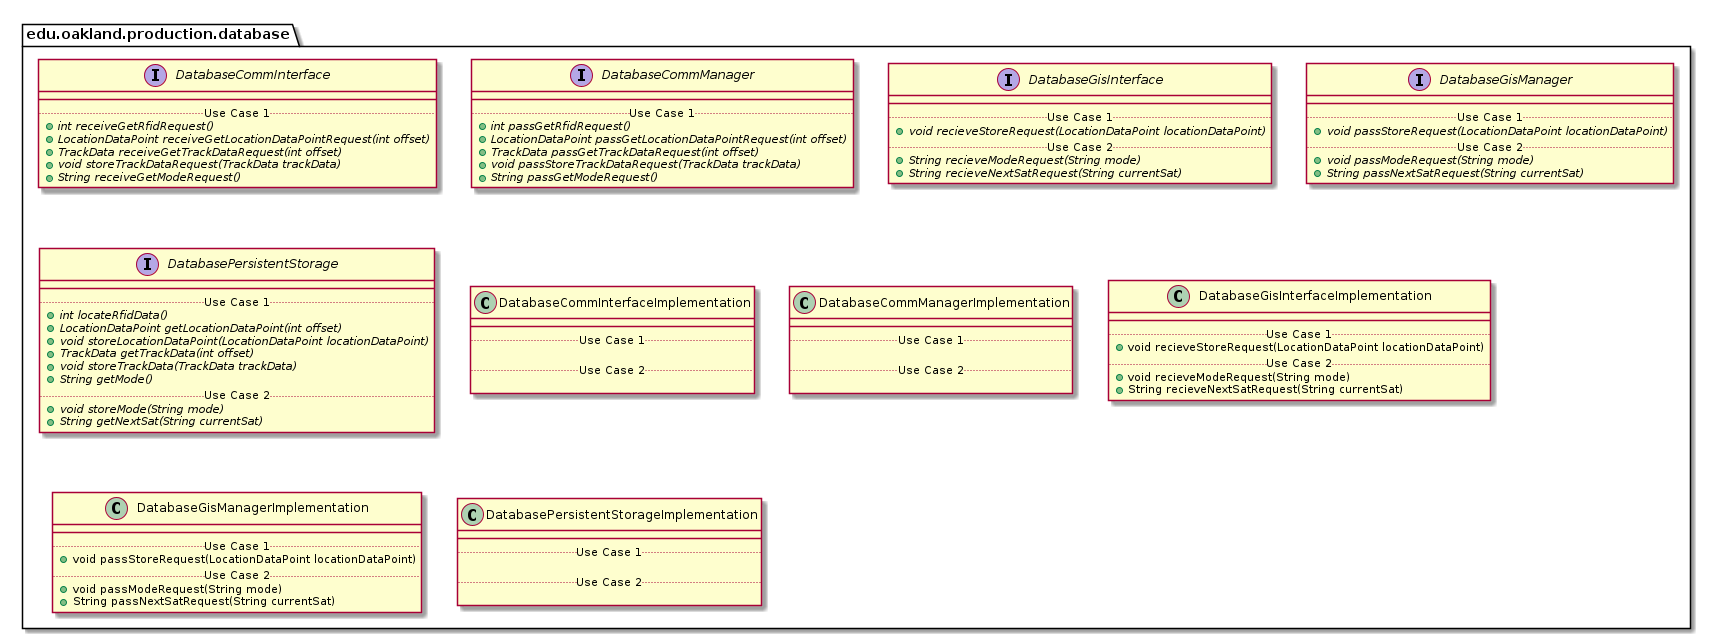 edu.oakland.production.database
I DatabaseCommInterface
Use Case 1
int receiveGetRfidRequest()
LocationDataPoint receiveGetLocationDataPointRequest(int offset)
TrackData receiveGetTrackDataRequest(int offset)
void storeTrackDataRequest(TrackData trackData)
String receiveGetModeRequest()
I DatabaseCommManager
Use Case 1
int passGetRfidRequest()
LocationDataPoint passGetLocationDataPointRequest(int offset)
TrackData passGetTrackDataRequest(int offset)
void passStoreTrackDataRequest(TrackData trackData)
String passGetModeRequest()
I DatabaseGisInterface
Use Case 1
void recieveStoreRequest(LocationDataPoint locationDataPoint)
Use Case 2
String recieveModeRequest(String mode)
String recieveNextSatRequest(String currentSat)
I DatabaseGisManager
Use Case 1
void passStoreRequest(LocationDataPoint locationDataPoint)
Use Case 2
void passModeRequest(String mode)
String passNextSatRequest(String currentSat)
I DatabasePersistentStorage
Use Case 1
int locateRfidData()
LocationDataPoint getLocationDataPoint(int offset)
void storeLocationDataPoint(LocationDataPoint locationDataPoint)
TrackData getTrackData(int offset)
void storeTrackData(TrackData trackData)
String getMode()
Use Case 2
void storeMode(String mode)
String getNextSat(String currentSat)
C DatabaseCommInterfaceImplementation
Use Case 1
Use Case 2
C DatabaseCommManagerImplementation
Use Case 1
Use Case 2
C DatabaseGisInterfaceImplementation
Use Case 1
void recieveStoreRequest(LocationDataPoint locationDataPoint)
Use Case 2
void recieveModeRequest(String mode)
String recieveNextSatRequest(String currentSat)
C DatabaseGisManagerImplementation
Use Case 1
void passStoreRequest(LocationDataPoint locationDataPoint)
Use Case 2
void passModeRequest(String mode)
String passNextSatRequest(String currentSat)
C DatabasePersistentStorageImplementation
Use Case 1
Use Case 2